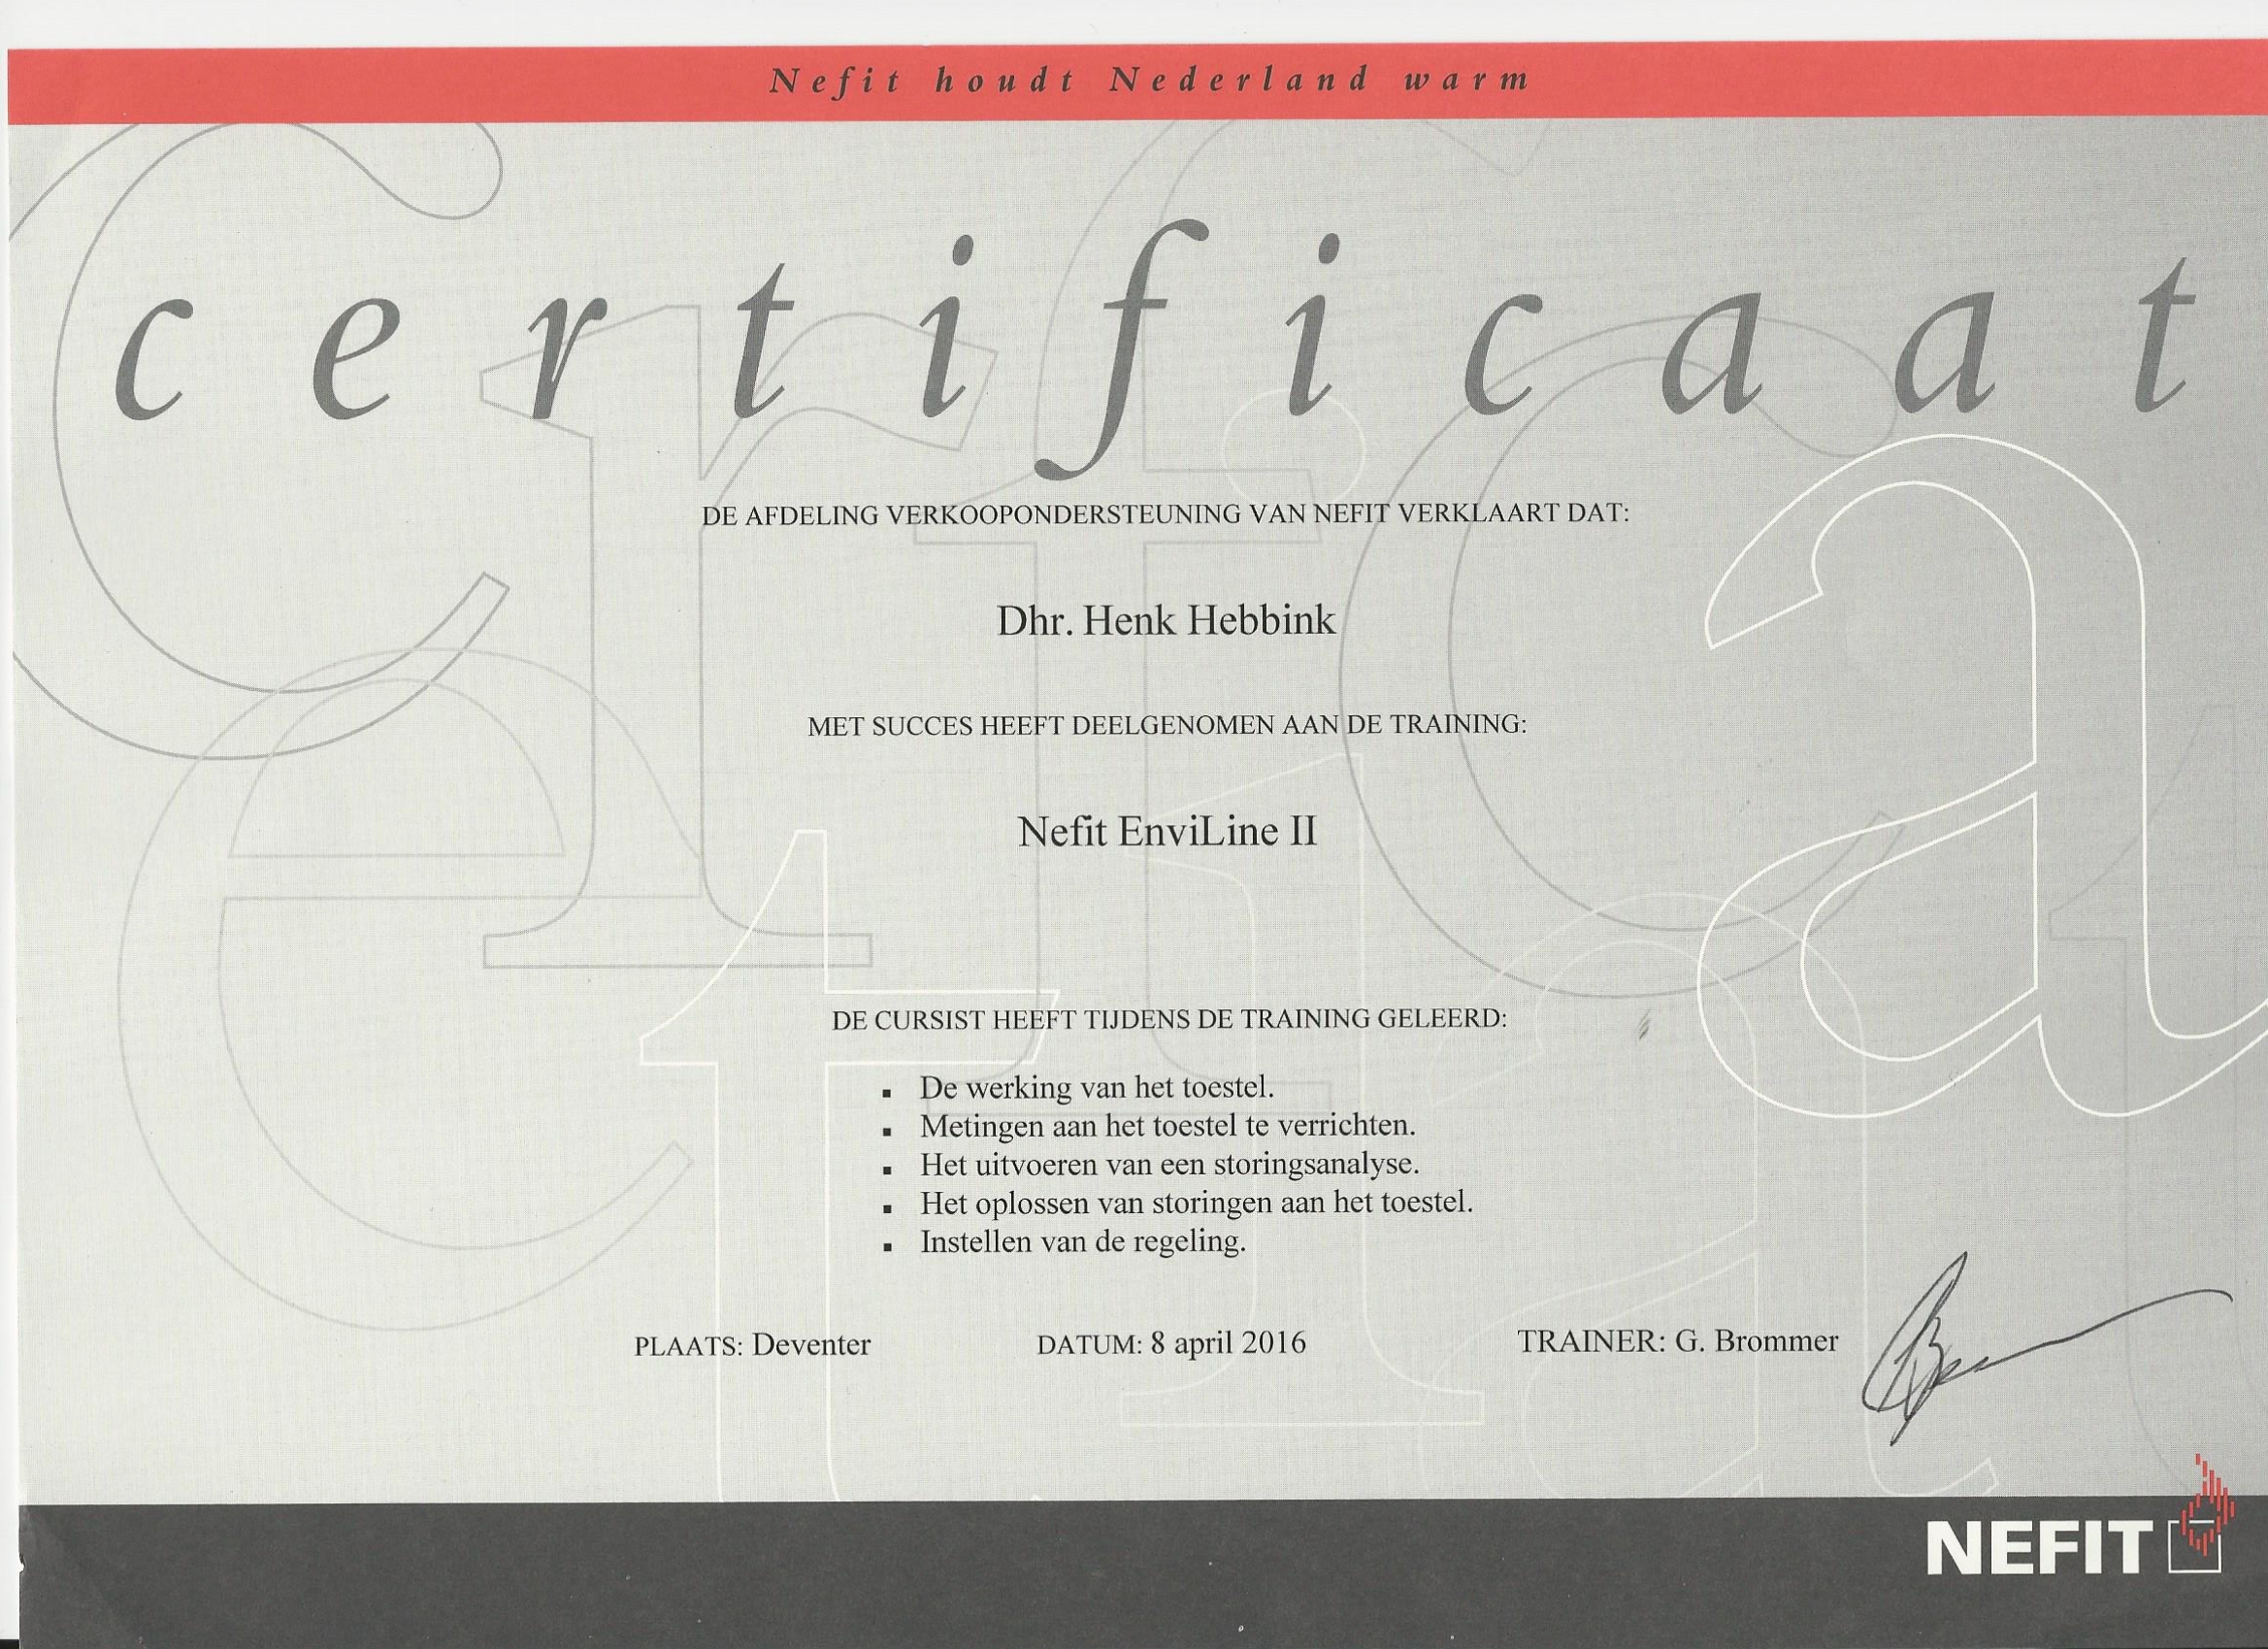 Nefit houdt Nederland warm
certificaat
DE AFDELING VERKOOPONDERSTEUNING VAN NEFIT VERKLAART DAT:
Dhr. Henk Hebbink
MET SUCCES HEEFT DEELGENOMEN AAN DE TRAINING:
Nefit EnviLine II
DE CURSIST HEEFT TIJDENS DE TRAINING GELEERD:
▪ De werking van het toestel.
▪ Metingen aan het toestel te verrichten.
▪ Het uitvoeren van een storingsanalyse.
▪ Het oplossen van storingen aan het toestel.
▪ Instellen van de regeling.
PLAATS: Deventer DATUM: 8 april 2016 TRAINER: G. Brommer
NEFIT